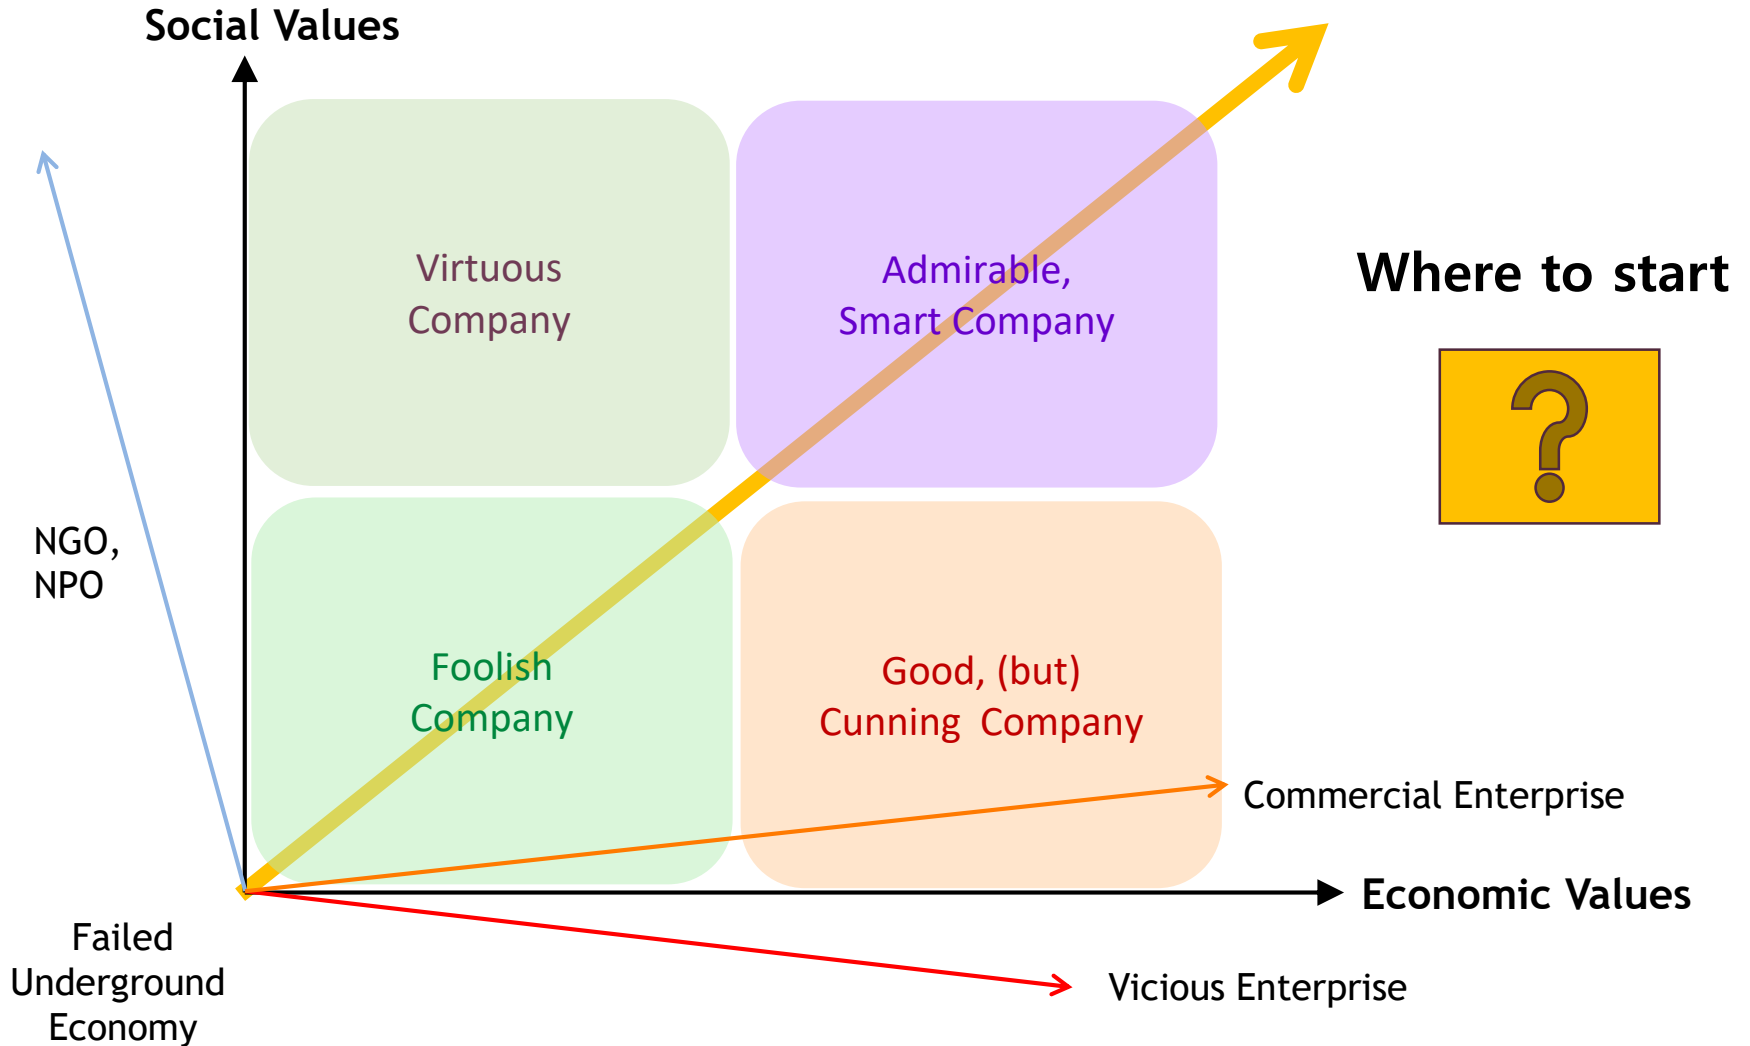 Social Values
Virtuous
Company
Admirable,
Smart Company
Where to start
?
NGO,
NPO
Foolish
Company
Good, (but)
Cunning  Company
Commercial Enterprise
Economic Values
Failed
Underground
Economy
Vicious Enterprise